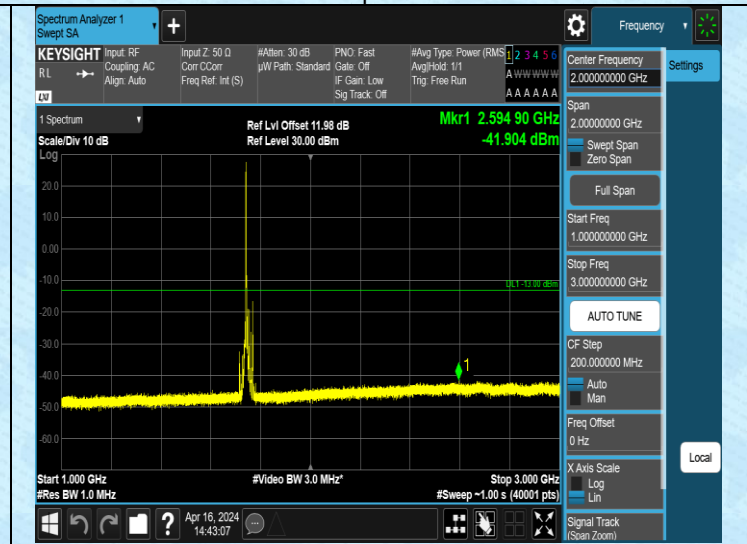 Spectrum Analyzer 1
Swept SA
Frequency
KEYSIGHT
RL
LXI
Input: RF
Coupling: AC
Align: Auto
Input Z: 50 Ω
Corr CCorr
Freq Ref: Int (S)
#Atten: 30 dB
µW Path: Standard
PNO: Fast
Gate: Off
IF Gain: Low
Sig Track: Off
#Avg Type: Power (RMS
Avg|Hold: 1/1
Trig: Free Run
1 2 3 4 5 6
A W W W W W
A A A A A A
1 Spectrum
Scale/Div 10 dB
Log
Ref Lvl Offset 11.98 dB
Ref Level 30.00 dBm
Mkr1 2.594 90 GHz
-41.904 dBm
20.0
10.0
0.00
-10.0
DL1 -13.00 dBm
-20.0
-30.0
-40.0
1
-50.0
-60.0
Start 1.000 GHz
#Res BW 1.0 MHz
#Video BW 3.0 MHz*
Stop 3.000 GHz
#Sweep ~1.00 s (40001 pts)
?
Apr 16, 2024
14:43:07
Center Frequency
2.000000000 GHz
Settings
Span
2.00000000 GHz
Swept Span
Zero Span
Full Span
Start Freq
1.000000000 GHz
Stop Freq
3.000000000 GHz
AUTO TUNE
CF Step
200.000000 MHz
Auto
Man
Freq Offset
0 Hz
Local
X Axis Scale
Log
Lin
Signal Track
(Span Zoom)